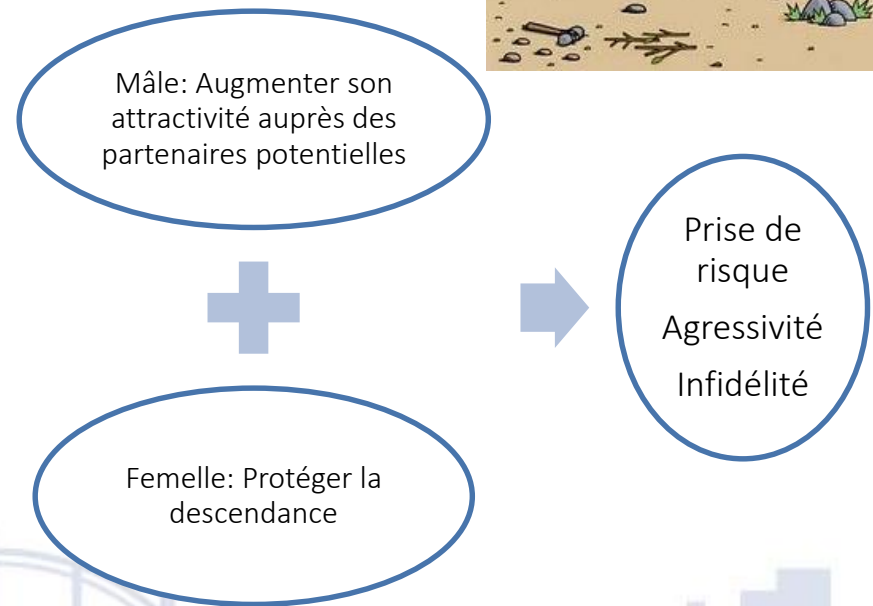 Mâle: Augmenter son
attractivité auprès des
partenaires potentielles
Femelle: Protéger la
descendance
Prise de
risque
Agressivité
Infidélité